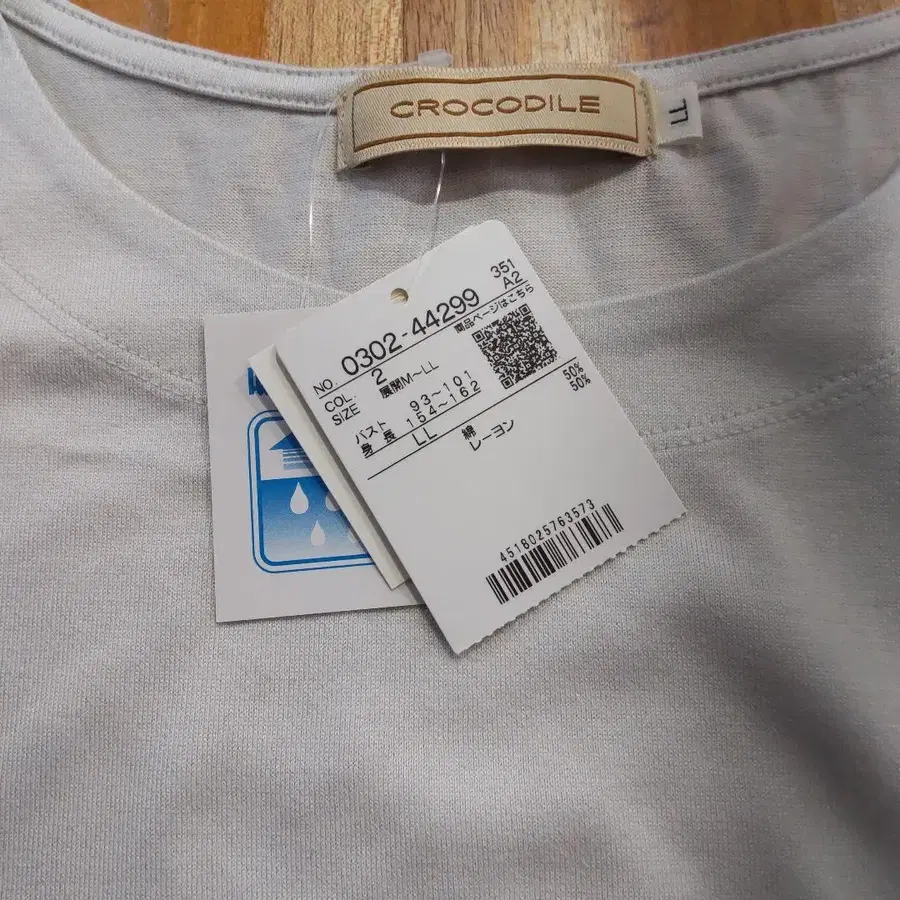 CROCODILE
LL
351
A2
NO. 0302-44299
商品ページはこちら
COL. 2
SIZE 展開M〜LL
バスト 93〜101
身長 154〜162
LL
綿 50%
レーヨン 50%
4518025763573